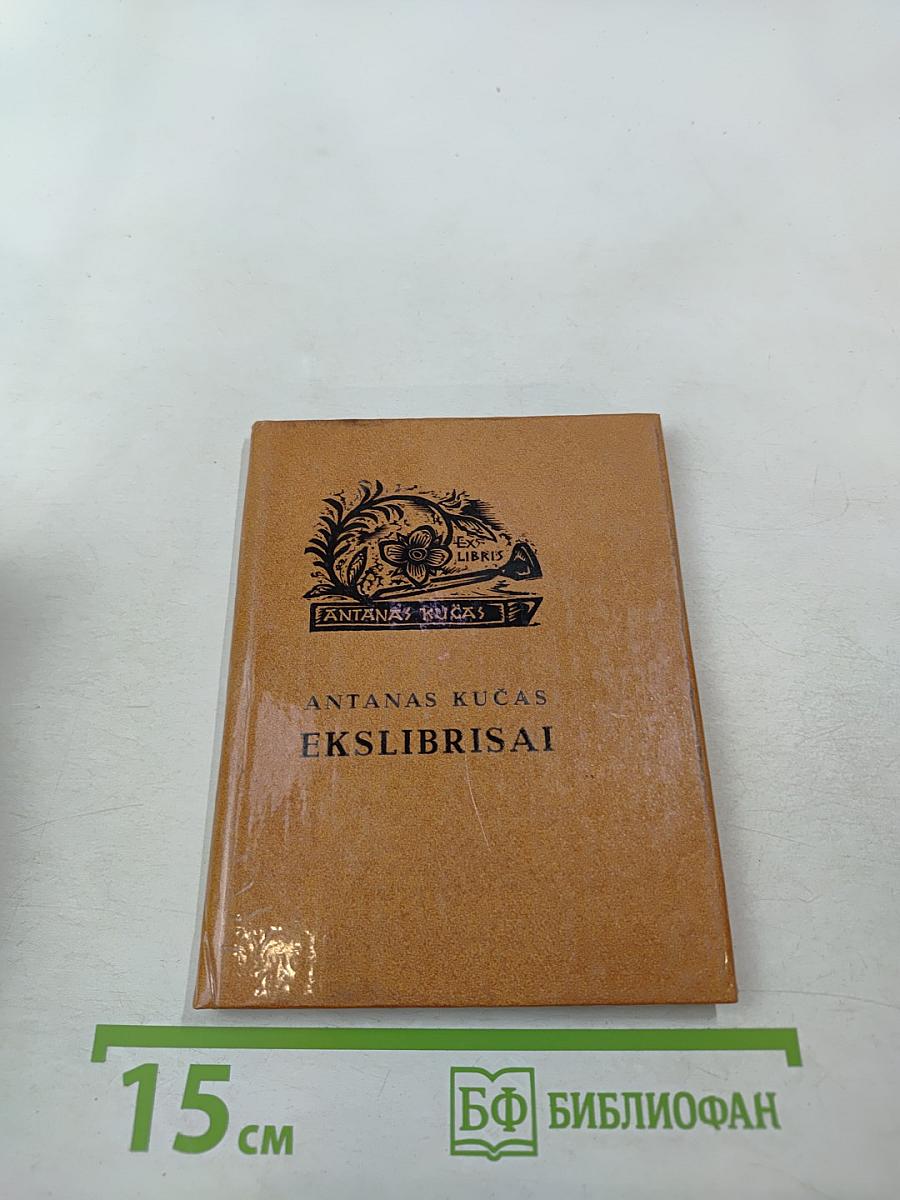 EX-
LIBRIS
ANTANAS KUČAS
ANTANAS KUČAS
EKSLIBRISAI
15 см
БФ БИБЛИОФАН